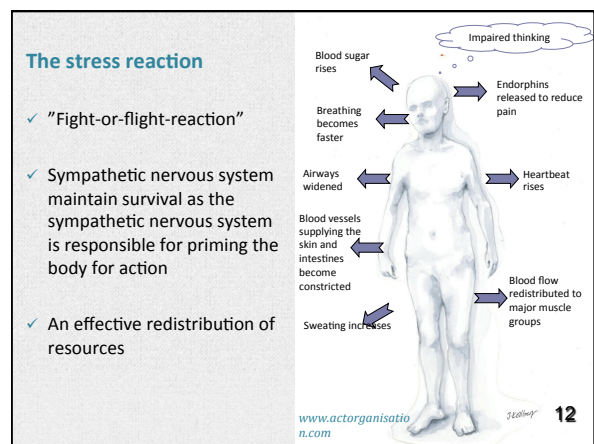 The stress reaction
✓ ”Fight-or-flight-reaction”
✓ Sympathetic nervous system
maintain survival as the
sympathetic nervous system
is responsible for priming the
body for action
✓ An effective redistribution of
resources
Impaired thinking
Blood sugar
rises
Endorphins
released to reduce
pain
Breathing
becomes
faster
Airways
widened
Heartbeat
rises
Blood vessels
supplying the
skin and
intestines
become
constricted
Blood flow
redistributed to
major muscle
groups
Sweating increases
www.actorganisatio
n.com
12